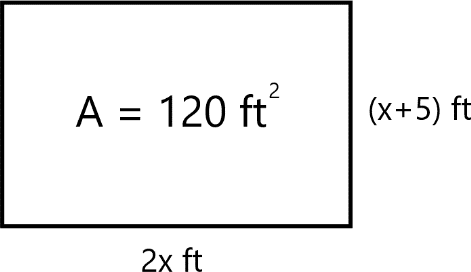 A = 120 ft²
(x+5) ft
2x ft